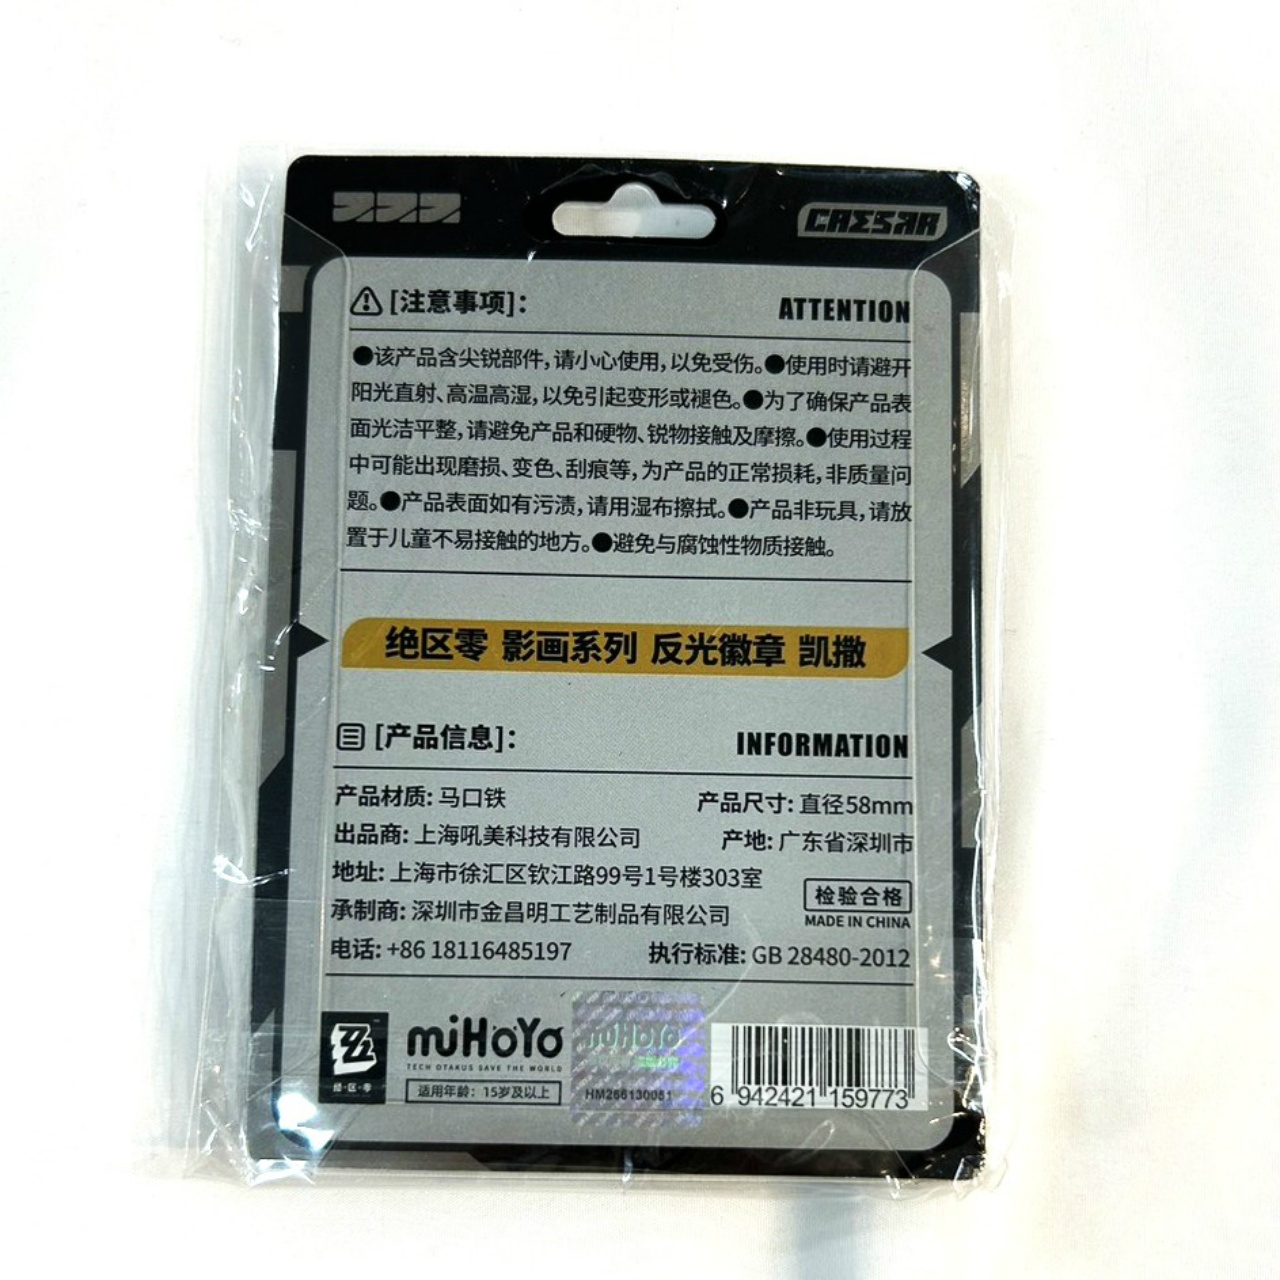 CAESAR
[注意事项]：
ATTENTION
●该产品含尖锐部件，请小心使用，以免受伤。●使用时请避开
阳光直射、高温高湿，以免引起变形或褪色。●为了确保产品表
面光洁平整，请避免产品和硬物、锐物接触及摩擦。●使用过程
中可能出现磨损、变色、刮痕等，为产品的正常损耗，非质量问
题。●产品表面如有污渍，请用湿布擦拭。●产品非玩具，请放
置于儿童不易接触的地方。●避免与腐蚀性物质接触。
绝区零 影画系列 反光徽章 凯撒
[产品信息]：
INFORMATION
产品材质：马口铁
产品尺寸：直径58mm
出品商：上海吼美科技有限公司
产地：广东省深圳市
地址：上海市徐汇区钦江路99号1号楼303室
检验合格
MADE IN CHINA
承制商：深圳市金昌明工艺制品有限公司
电话：+86 18116485197
执行标准：GB 28480-2012
绝·区·零
miHoYo
TECH OTAKUS SAVE THE WORLD
适用年龄：15岁及以上
miHoYo
HM266130051
6 942421 159773